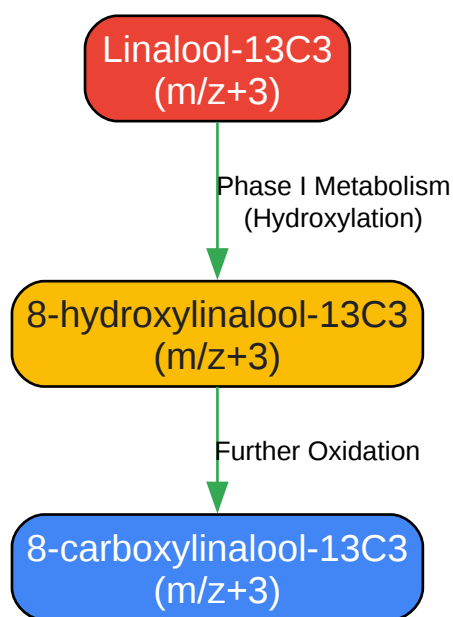 Linalool-13C3
(m/z+3)
Phase I Metabolism
(Hydroxylation)
8-hydroxylinalool-13C3
(m/z+3)
Further Oxidation
8-carboxylinalool-13C3
(m/z+3)